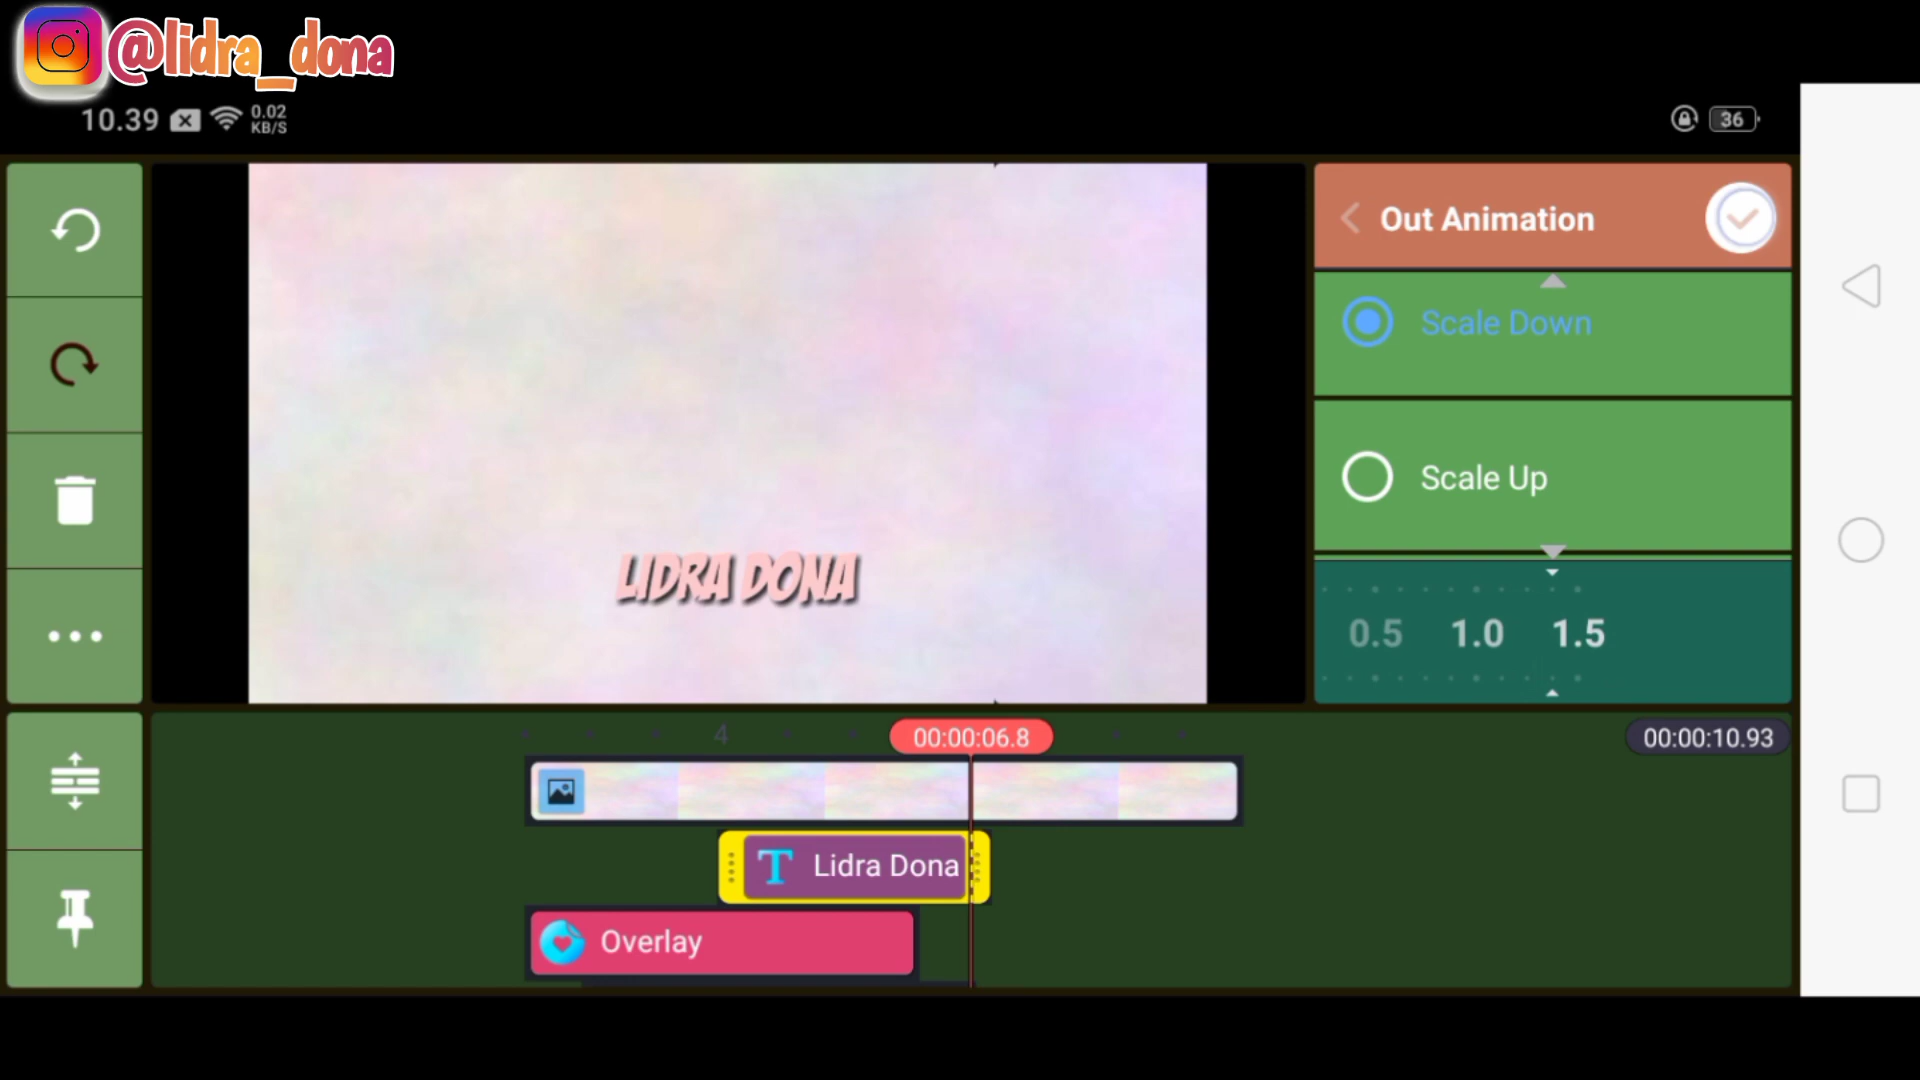 @lidra_dona
10.39
0.02
KB/S
36
Out Animation
Scale Down
Scale Up
0.5 1.0 1.5
LIDRA DONA
4
00:00:06.8
00:00:10.93
T Lidra Dona
Overlay